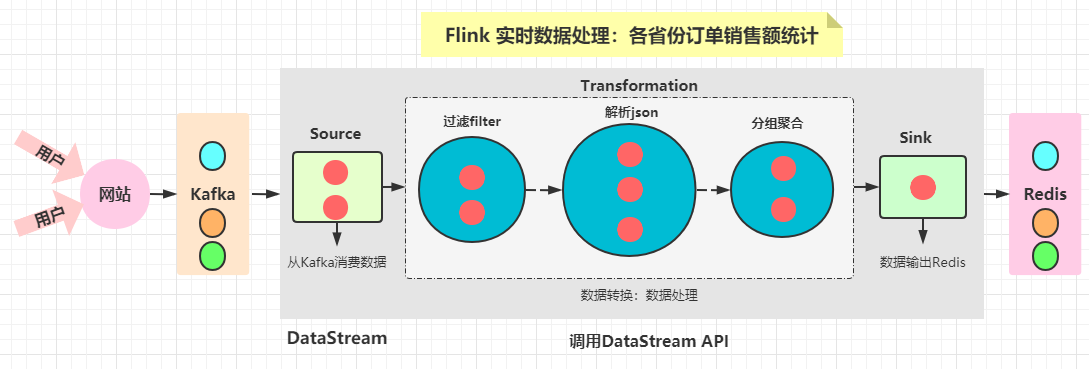 Flink 实时数据处理：各省份订单销售额统计
Transformation
过滤filter
解析json
分组聚合
Source
Sink
用户
用户
网站
Kafka
Redis
从Kafka消费数据
数据输出Redis
数据转换：数据处理
DataStream
调用DataStream API